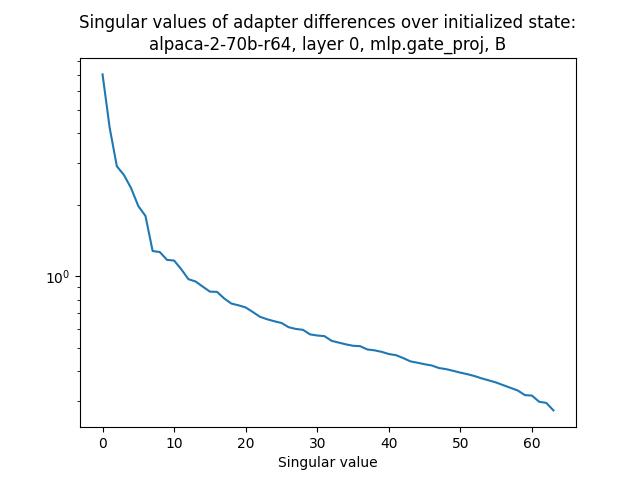 Singular values of adapter differences over initialized state:
alpaca-2-70b-r64, layer 0, mlp.gate_proj, B
10⁰
0 10 20 30 40 50 60
Singular value